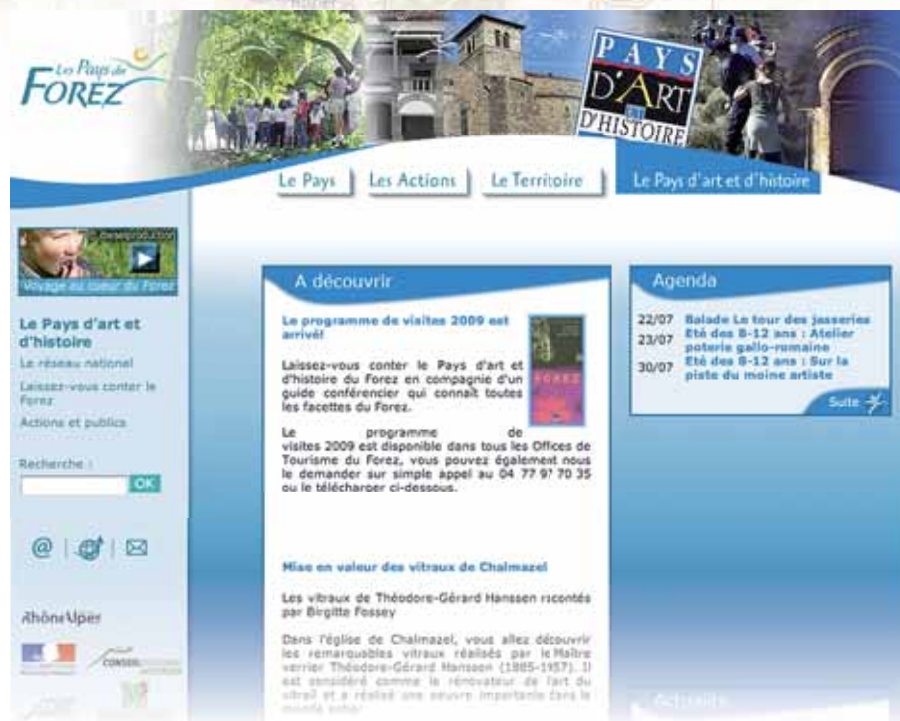 Les Pays du
FOREZ
PAYS
D'ART
ET
D'HISTOIRE
Le Pays
Les Actions
Le Territoire
Le Pays d'art et d'histoire
Voyage au coeur du Forez
Le Pays d'art et
d'histoire
Le réseau national
Laissez-vous conter le
Forez
Actions et publics
Recherche :
OK
@
RhôneAlpes
CONSEIL
A découvrir
Le programme de visites 2009 est
arrivé!
FOREZ
Laissez-vous conter le Pays d'art et
d'histoire du Forez en compagnie d'un
guide conférencier qui connaît toutes
les facettes du Forez.
Le programme de
visites 2009 est disponible dans tous les Offices de
Tourisme du Forez, vous pouvez également nous
le demander sur simple appel au 04 77 97 70 35
ou le télécharger ci-dessous.
Mise en valeur des vitraux de Chalmazel
Les vitraux de Théodore-Gérard Hanssen racontés
par Birgitte Fossey
Dans l'église de Chalmazel, vous allez découvrir
les remarquables vitraux réalisés par le Maître
verrier Théodore-Gérard Hanssen (1885-1957). Il
est considéré comme le rénovateur de l'art du
vitrail et a réalisé une oeuvre importante dans le
monde entier
Agenda
22/07 Balade Le tour des jasseries
23/07 Eté des 8-12 ans : Atelier
poterie gallo-romaine
30/07 Eté des 8-12 ans : Sur la
piste du moine artiste
Suite
Actualité